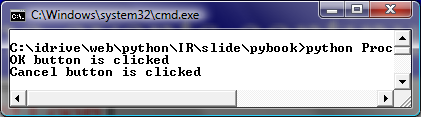 C:\Windows\system32\cmd.exe
C:\idrive\web\python\IR\slide\pybook>python Proc
OK button is clicked
Cancel button is clicked